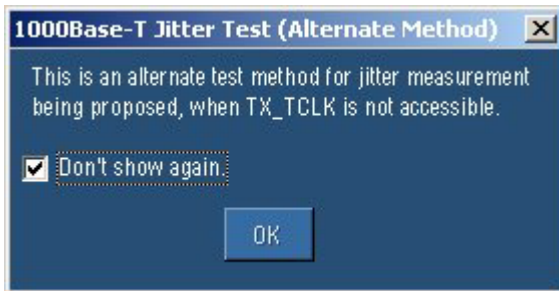 1000Base-T Jitter Test (Alternate Method)
This is an alternate test method for jitter measurement
being proposed, when TX_TCLK is not accessible.
Don't show again.
OK